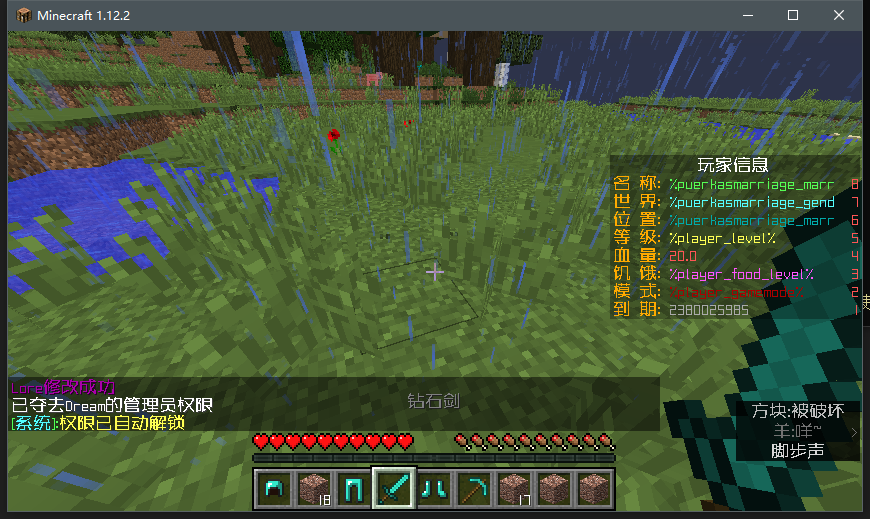 Minecraft 1.12.2
玩家信息
名 称: %puerkasmarriage_marr 8
世 界: %puerkasmarriage_gend 7
位 置: %puerkasmarriage_marr 6
等 级: %player_level% 5
血 量: 20.0 4
饥 饿: %player_food_level% 3
模 式: %player_gamemood% 2
到 期: 2380025985 1
Lore修改成功
已夺去Dream的管理员权限
[系统]:权限已自动解锁
钻石剑
方块:被破坏
羊:咩~ >
脚步声
18
17